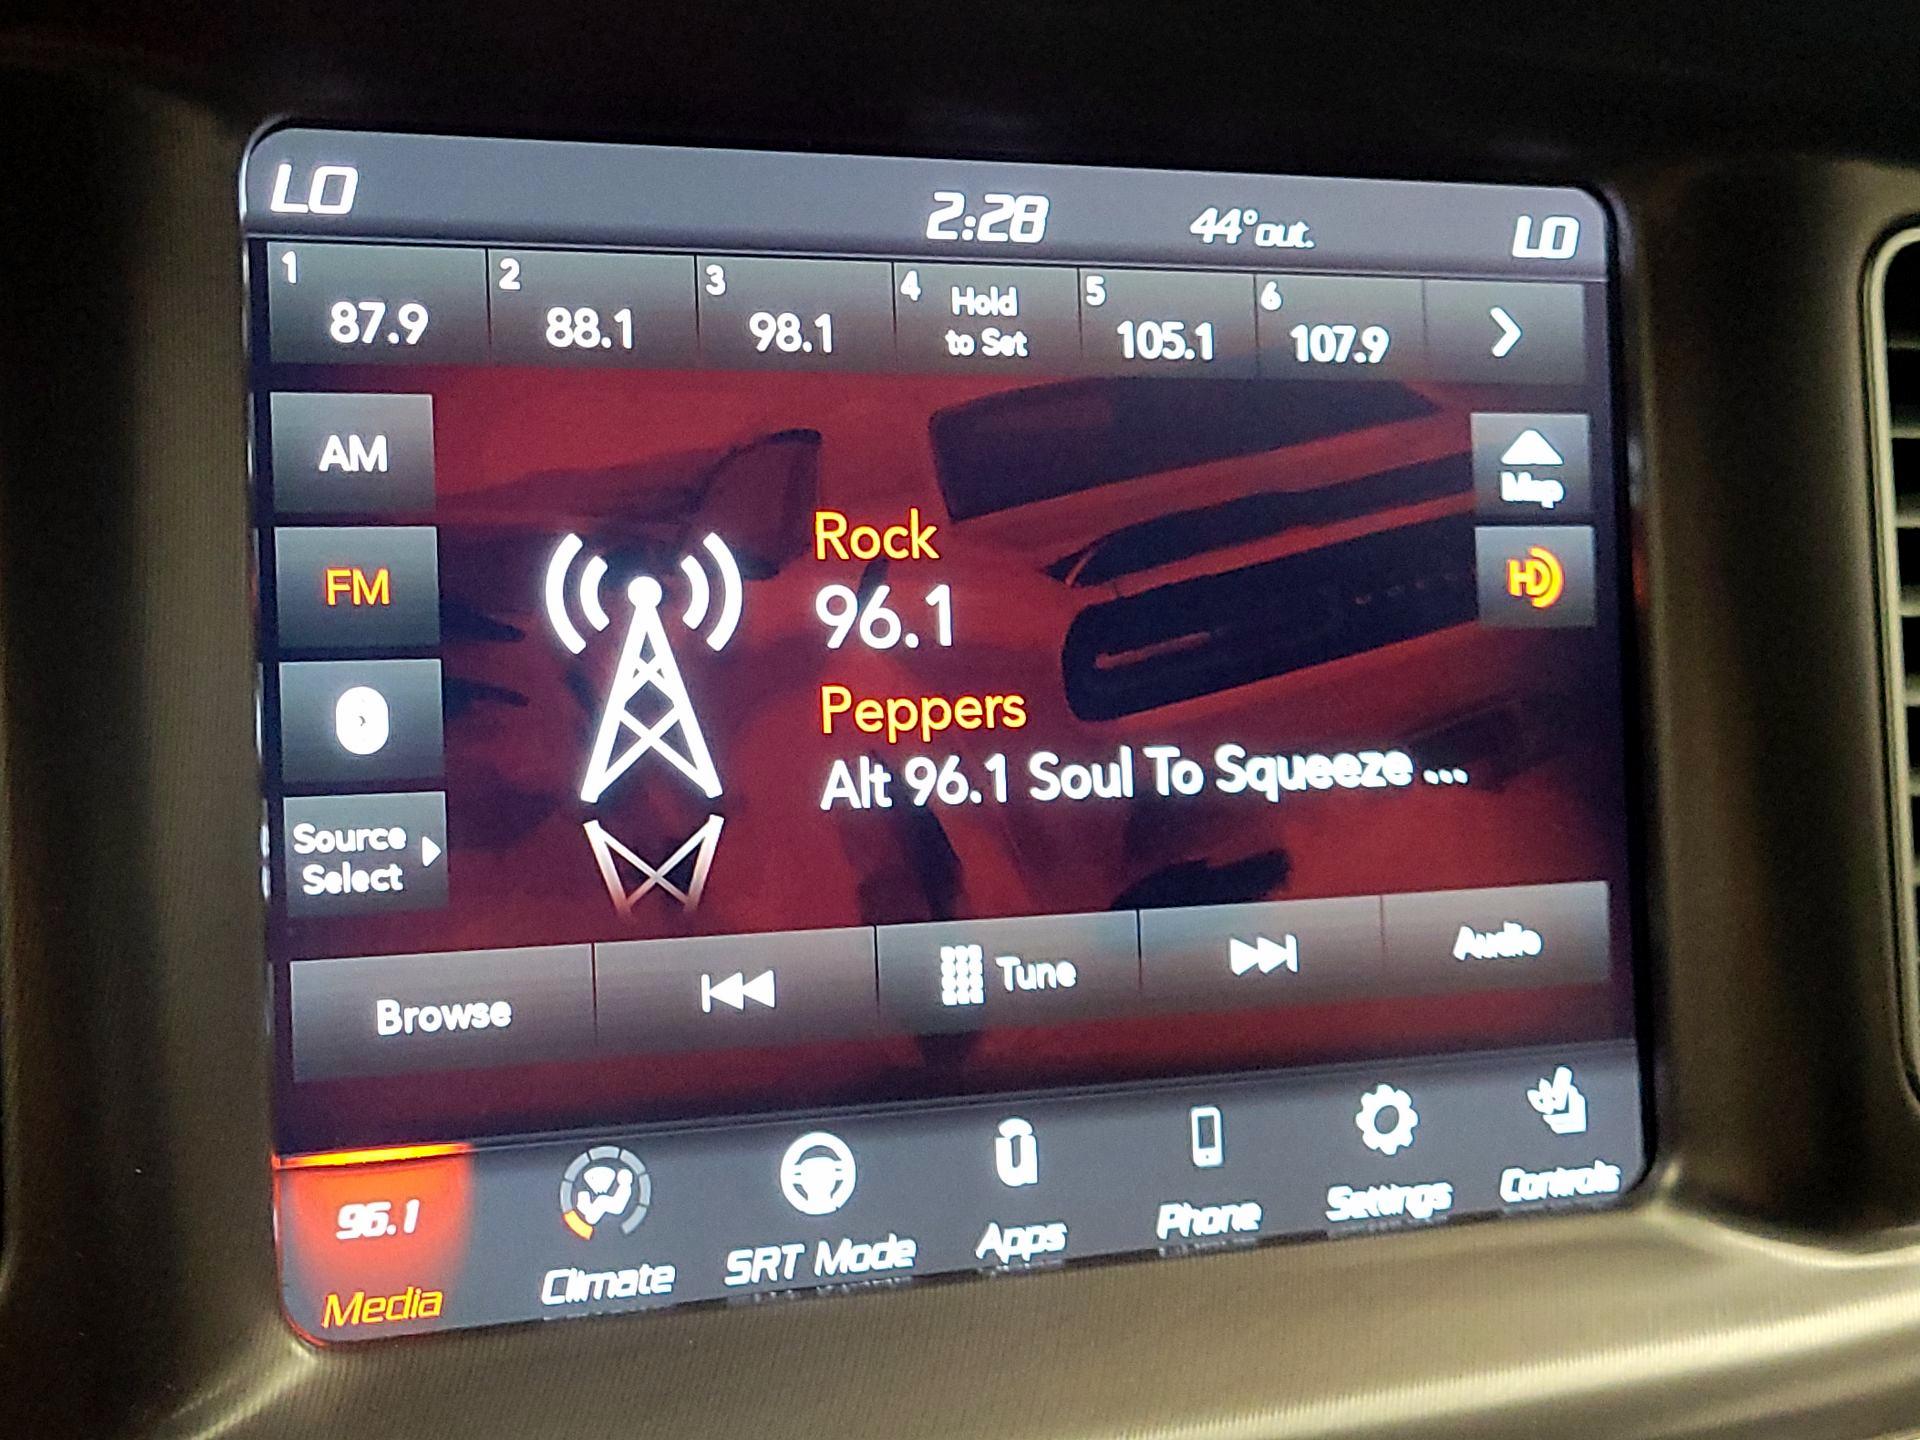 LO 2:28 44°out. LO
1 2 3 4 Hold 5 6
87.9 88.1 98.1 to Set 105.1 107.9
AM
Map
Rock
FM HD
96.1
Peppers
Alt 96.1 Soul To Squeeze ...
Source
Select
Browse Tune Audio
96.1 u
Media Climate SRT Mode Apps Phone Settings Controls